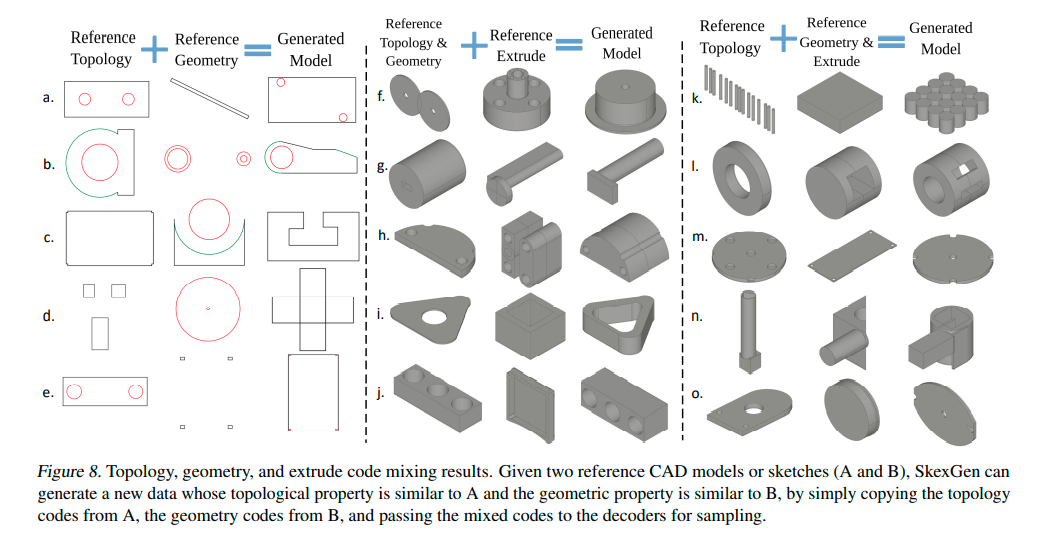 Reference
Topology
Reference
Geometry
Generated
Model
a.
b.
c.
d.
e.
Reference
Topology &
Geometry
Reference
Extrude
Generated
Model
f.
g.
h.
i.
j.
Reference
Topology
Reference
Geometry &
Extrude
Generated
Model
k.
l.
m.
n.
o.
Figure 8. Topology, geometry, and extrude code mixing results. Given two reference CAD models or sketches (A and B), SkexGen can
generate a new data whose topological property is similar to A and the geometric property is similar to B, by simply copying the topology
codes from A, the geometry codes from B, and passing the mixed codes to the decoders for sampling.